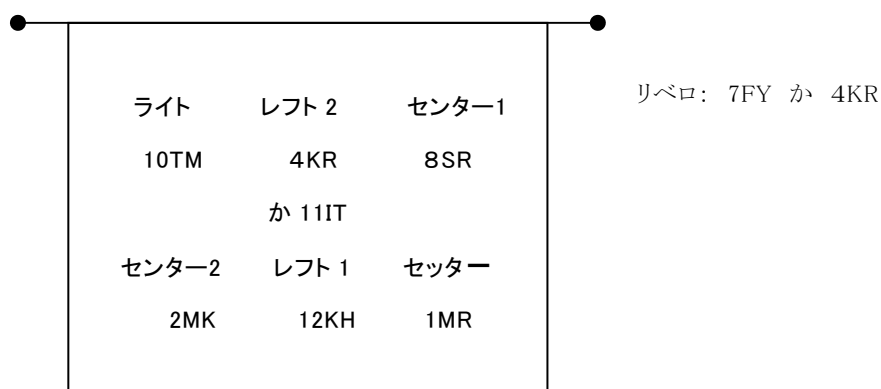 リベロ: 7FY か 4KR
ライト レフト 2 センター1
10TM 4KR 8SR
か 11IT
センター2 レフト 1 セッター
2MK 12KH 1MR